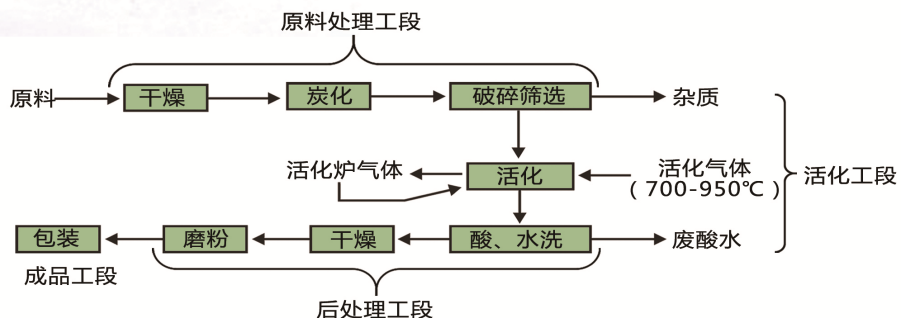 原料处理工段
原料
干燥
炭化
破碎筛选
杂质
活化炉气体
活化
活化气体
(700-950℃)
活化工段
包装
磨粉
干燥
酸、水洗
废酸水
成品工段
后处理工段